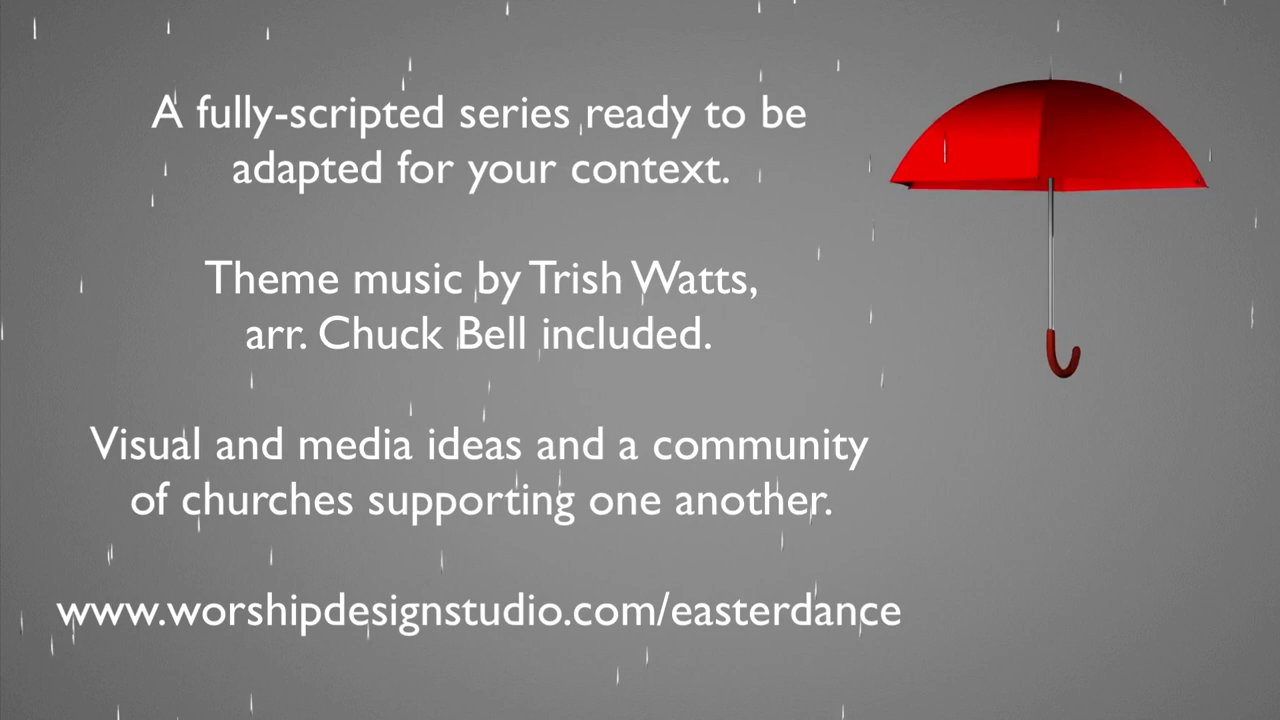 A fully-scripted series ready to be
adapted for your context.
Theme music by Trish Watts,
arr. Chuck Bell included.
Visual and media ideas and a community
of churches supporting one another.
www.worshipdesignstudio.com/easterdance